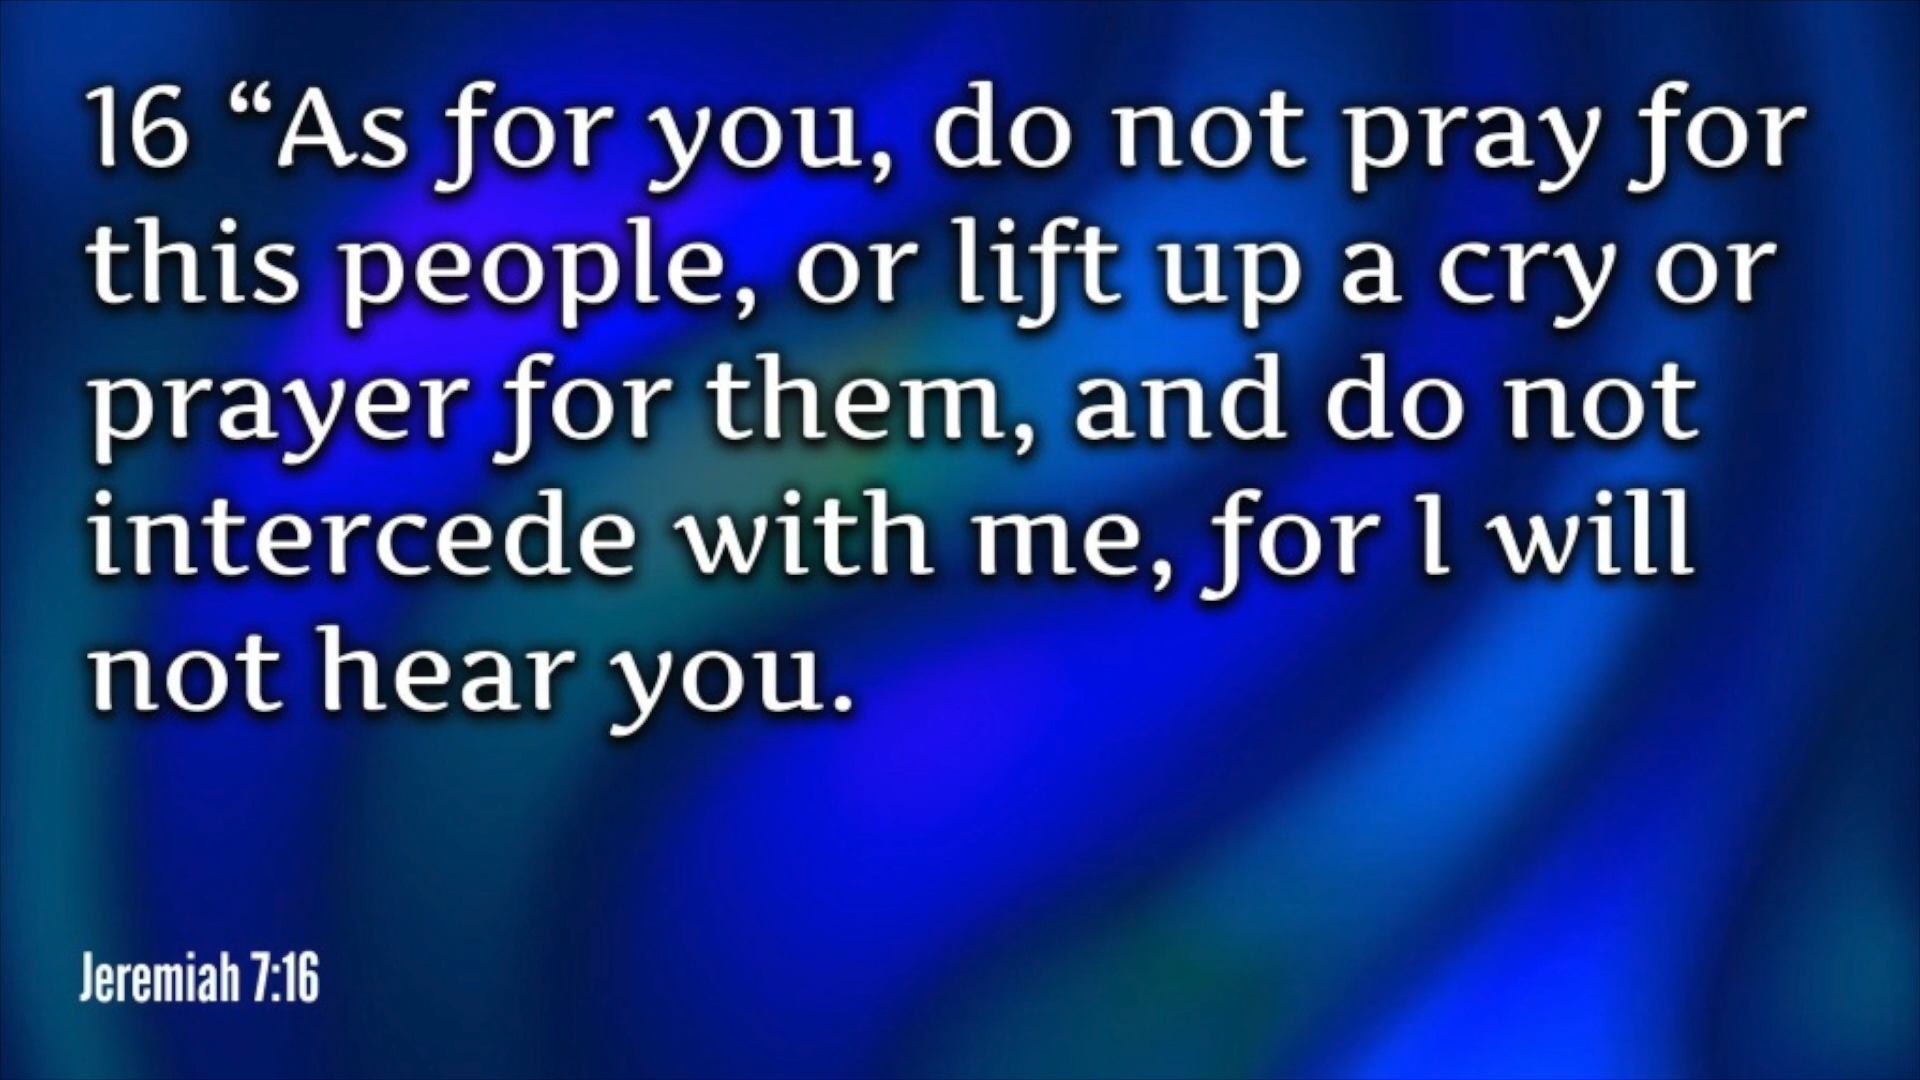 16 “As for you, do not pray for
this people, or lift up a cry or
prayer for them, and do not
intercede with me, for I will
not hear you.
Jeremiah 7:16